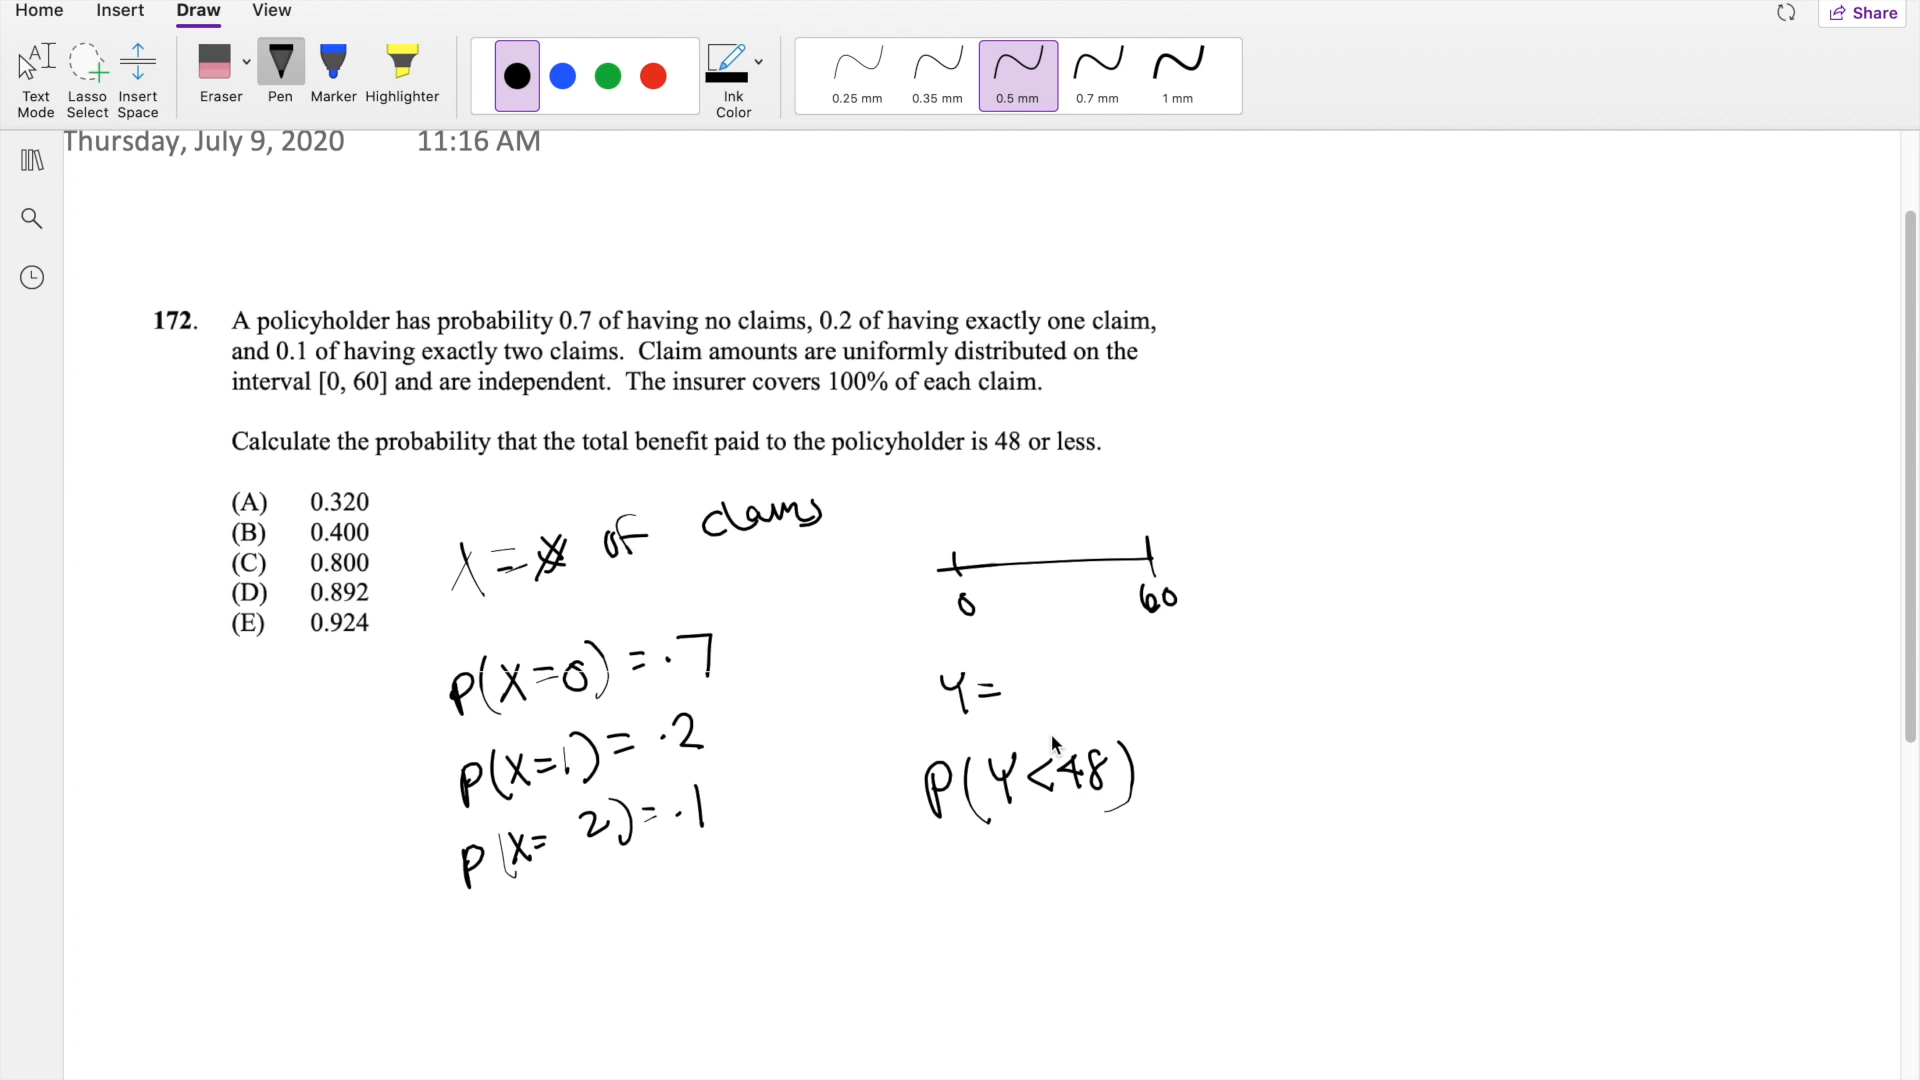 Home Insert Draw View Share
Text Mode Lasso Select Insert Space Eraser Pen Marker Highlighter Ink Color 0.25 mm 0.35 mm 0.5 mm 0.7 mm 1 mm
Thursday, July 9, 2020 11:16 AM
172. A policyholder has probability 0.7 of having no claims, 0.2 of having exactly one claim,
and 0.1 of having exactly two claims. Claim amounts are uniformly distributed on the
interval [0, 60] and are independent. The insurer covers 100% of each claim.
Calculate the probability that the total benefit paid to the policyholder is 48 or less.
(A) 0.320
(B) 0.400
(C) 0.800
(D) 0.892
(E) 0.924
X = # of claims
P(X=0) = .7
P(X=1) = .2
P(X= 2) = .1
0 60
Y =
P(Y<48)